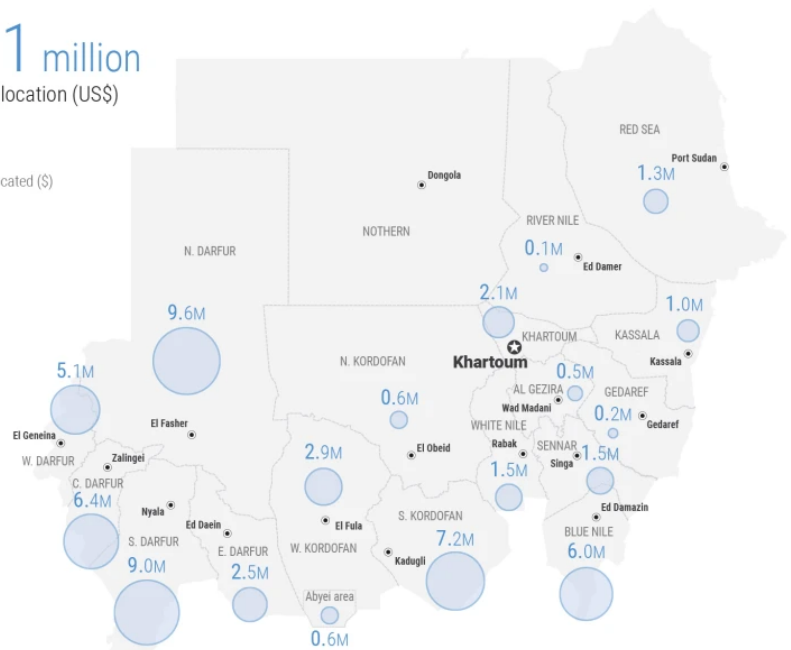 1 million
location (US$)
cated ($)
RED SEA
Port Sudan
1.3M
Dongola
NOTHERN
RIVER NILE
0.1M
Ed Damer
N. DARFUR
9.6M
2.1M
KHARTOUM
Khartoum
1.0M
KASSALA
Kassala
N. KORDOFAN
0.6M
El Obeid
0.5M
AL GEZIRA
Wad Madani
GEDAREF
0.2M
Gedaref
5.1M
El Geneina
W. DARFUR
El Fasher
Zalingei
C. DARFUR
6.4M
WHITE NILE
Rabak
1.5M
SENNAR
Singa
1.5M
2.9M
El Fula
W. KORDOFAN
Nyala
S. DARFUR
9.0M
Ed Daein
E. DARFUR
2.5M
S. KORDOFAN
7.2M
Kadugli
Ed Damazin
BLUE NILE
6.0M
Abyei area
0.6M